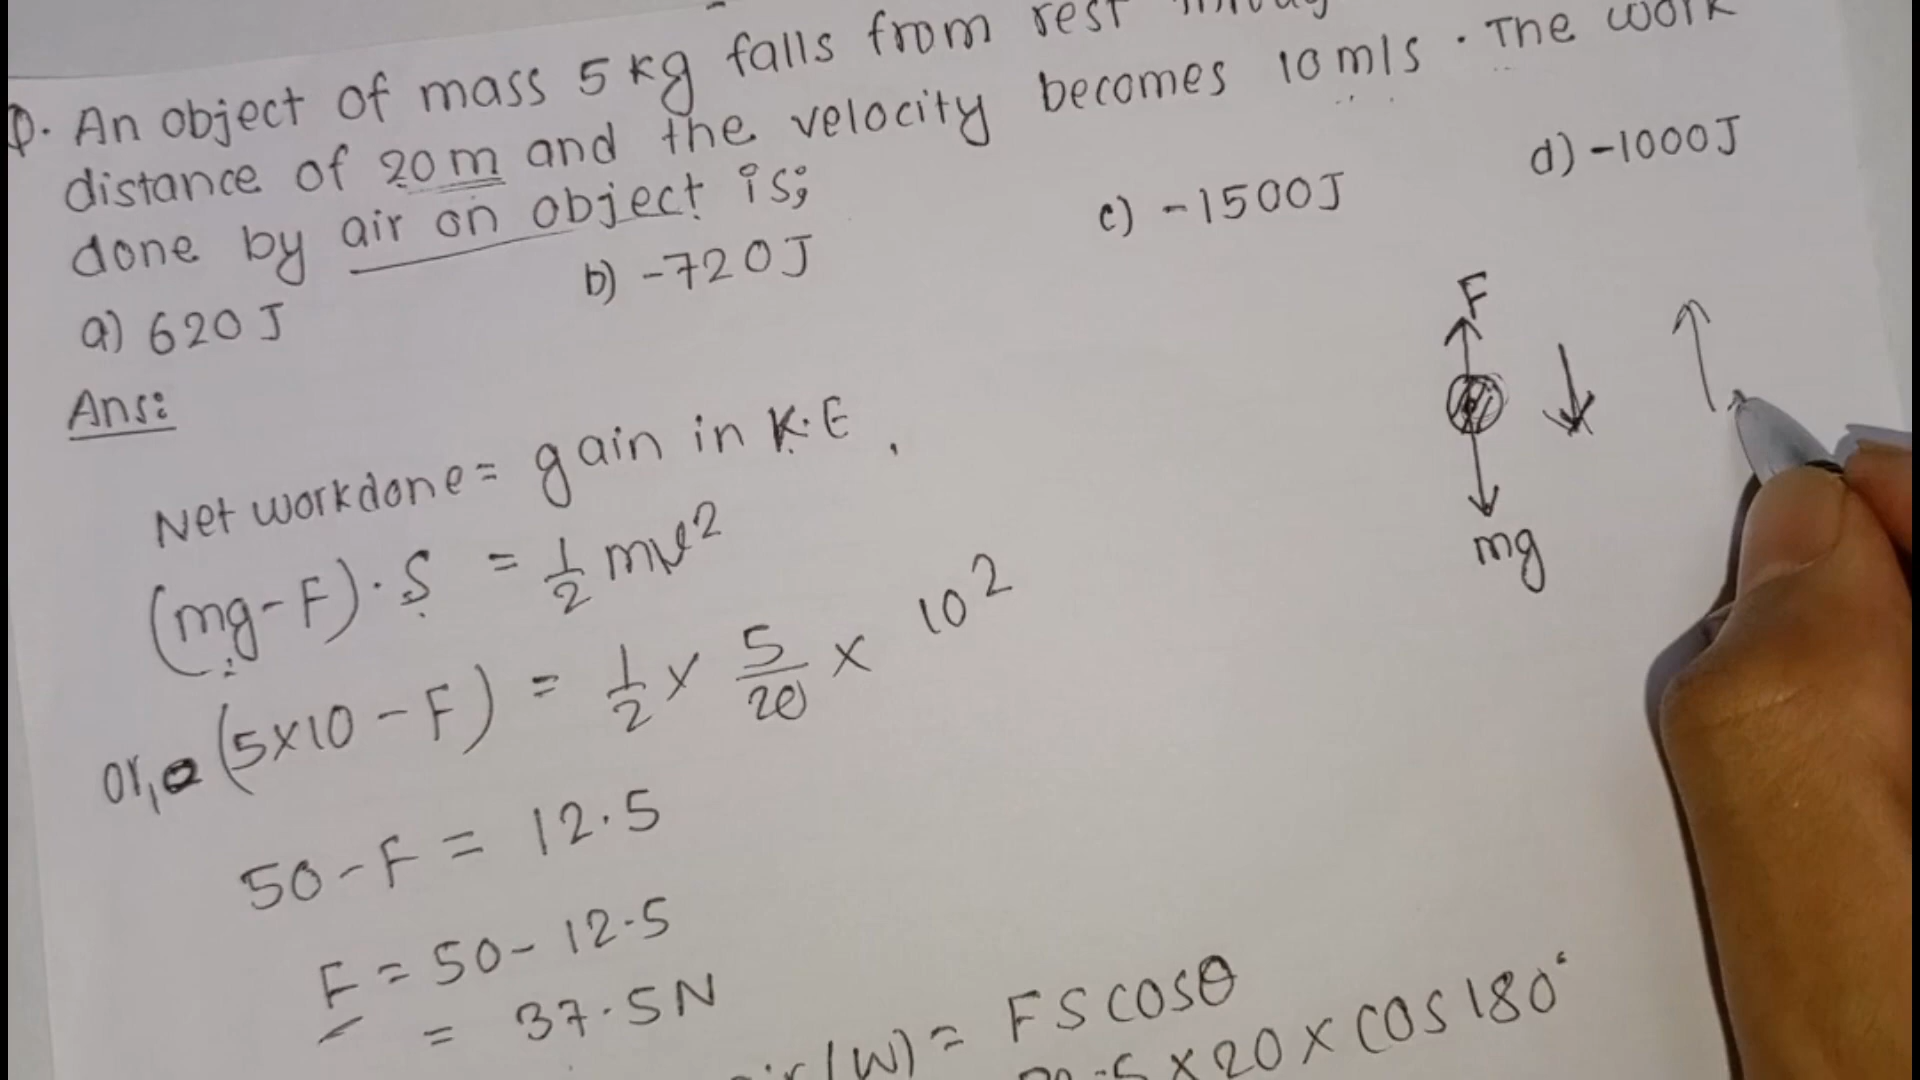 Q. An object of mass 5 kg falls from rest
distance of 20 m and the velocity becomes 10 m/s. The work
done by air on object is;
a) 620 J b) -720 J c) -1500 J d) -1000 J
Ans:
Net workdone = gain in K.E.
(mg-F).S = 1/2 mv²
or, (5×10 - F) = 1/2 × 5/20 × 10²
50-F = 12.5
F = 50-12.5
= 37.5N
(W) = FS cosθ
×20×cos180°
F
mg